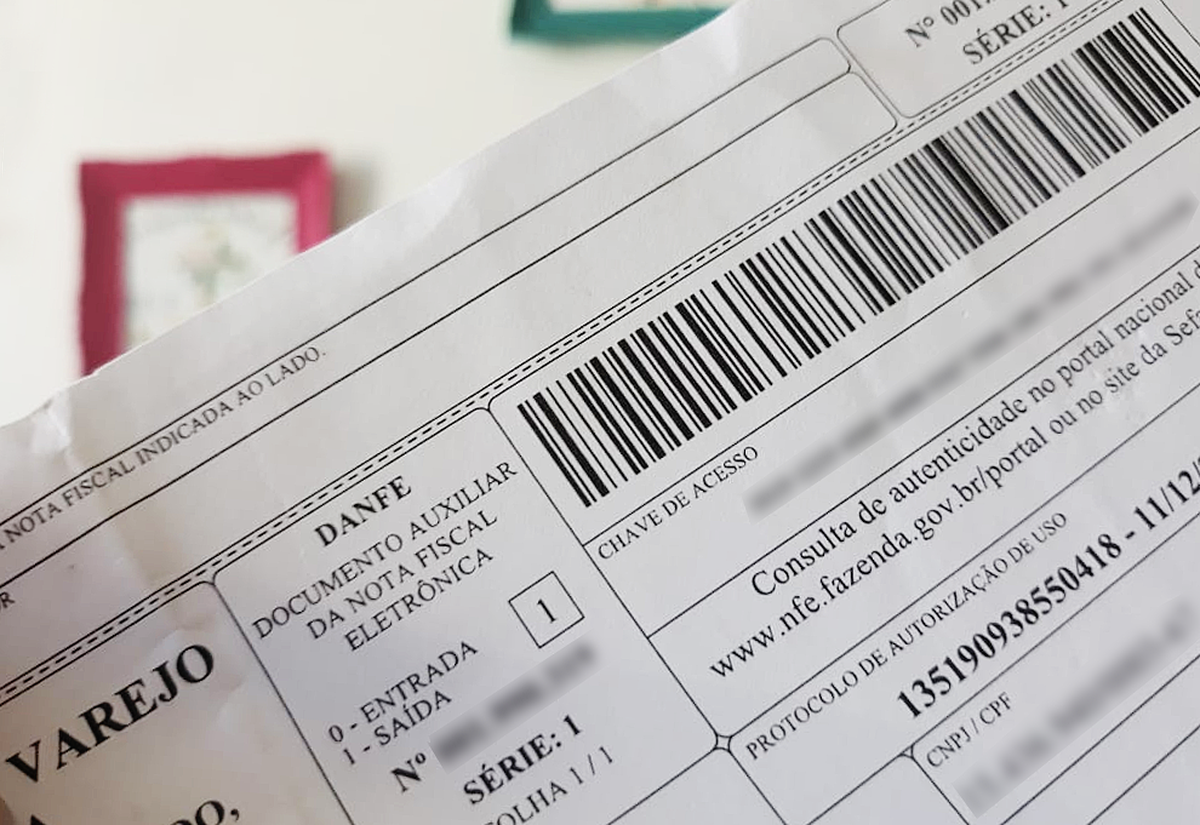 Nº 001.
SÉRIE: 1
NOTA FISCAL INDICADA AO LADO.
DANFE
DOCUMENTO AUXILIAR
DA NOTA FISCAL
ELETRÔNICA
0 - ENTRADA
1 - SAÍDA
1
Nº
SÉRIE: 1
FOLHA 1 / 1
VAREJO
CHAVE DE ACESSO
Consulta de autenticidade no portal nacional d
www.nfe.fazenda.gov.br/portal ou no site da Sefa
PROTOCOLO DE AUTORIZAÇÃO DE USO
135190938550418 - 11/12/
CNPJ / CPF